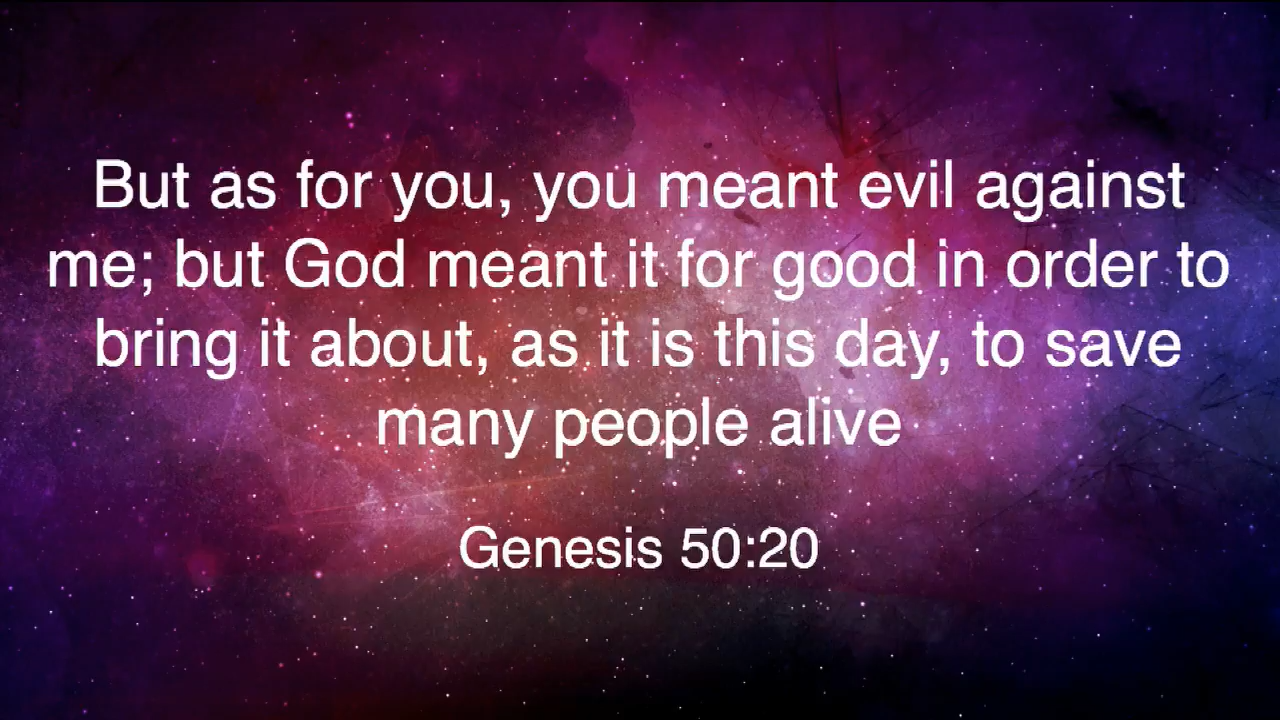 But as for you, you meant evil against
me; but God meant it for good in order to
bring it about, as it is this day, to save
many people alive
Genesis 50:20